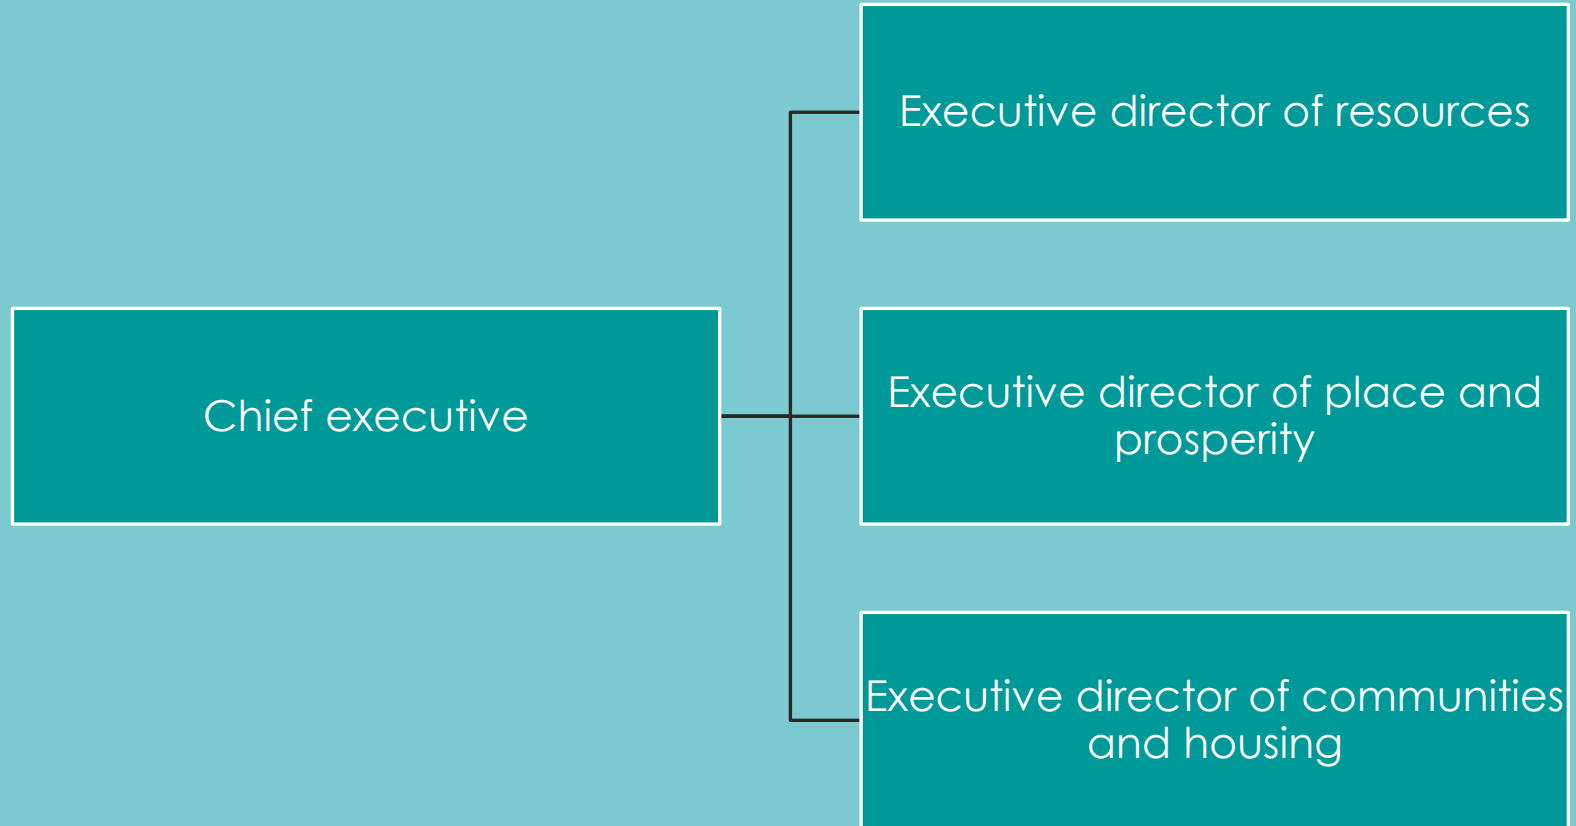 Executive director of resources
Chief executive
Executive director of place and
prosperity
Executive director of communities
and housing